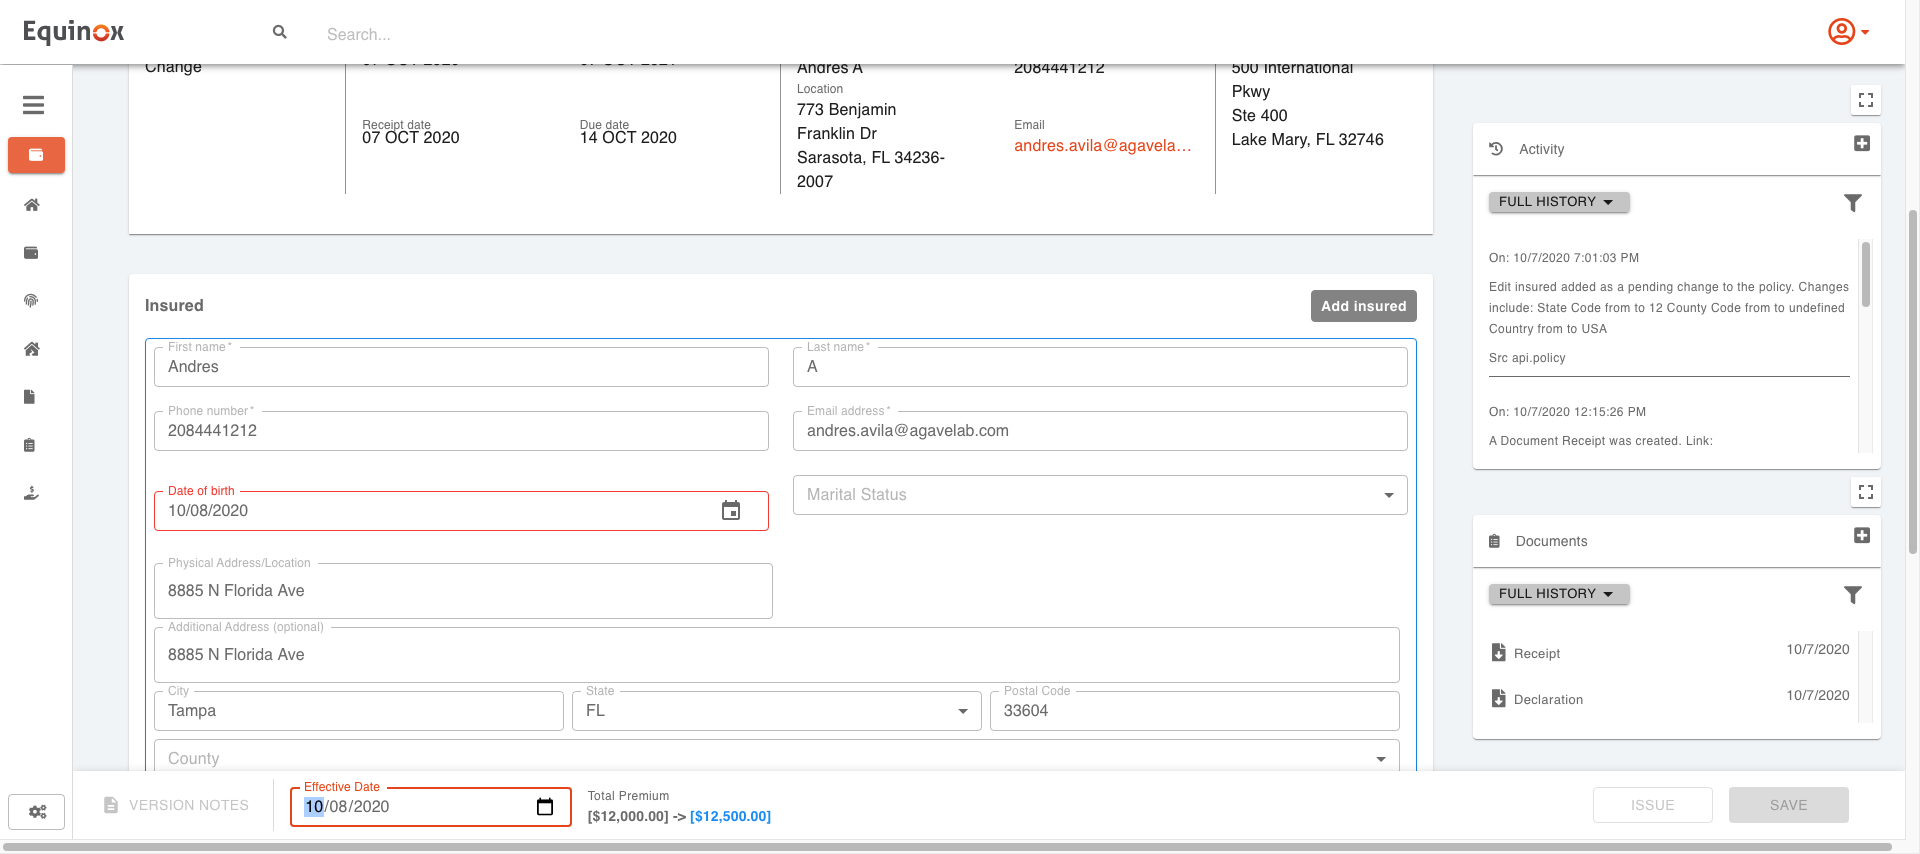 Equinox
Search...
Change
Receipt date
07 OCT 2020
Due date
14 OCT 2020
Andres A
Location
773 Benjamin
Franklin Dr
Sarasota, FL 34236-
2007
2084441212
Email
andres.avila@agavela...
500 International
Pkwy
Ste 400
Lake Mary, FL 32746
Insured
Add insured
First name *
Andres
Last name *
A
Phone number *
2084441212
Email address *
andres.avila@agavelab.com
Date of birth
10/08/2020
Marital Status
Physical Address/Location
8885 N Florida Ave
Additional Address (optional)
8885 N Florida Ave
City
Tampa
State
FL
Postal Code
33604
County
Activity
FULL HISTORY
On: 10/7/2020 7:01:03 PM
Edit insured added as a pending change to the policy. Changes
include: State Code from to 12 County Code from to undefined
Country from to USA
Src api.policy
On: 10/7/2020 12:15:26 PM
A Document Receipt was created. Link:
Documents
FULL HISTORY
Receipt
10/7/2020
Declaration
10/7/2020
VERSION NOTES
Effective Date
10/08/2020
Total Premium
[$12,000.00] -> [$12,500.00]
ISSUE
SAVE